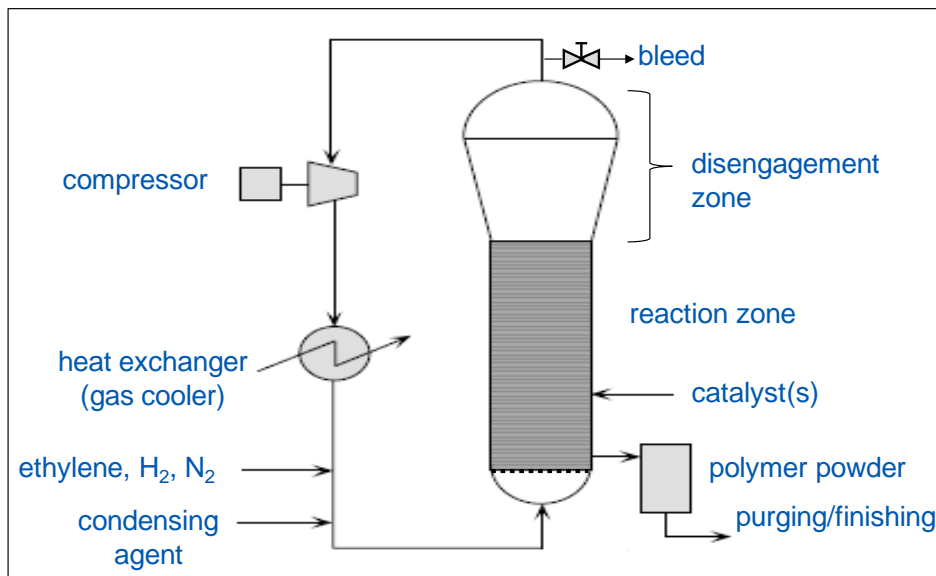 bleed
compressor
disengagement
zone
reaction zone
heat exchanger
(gas cooler)
catalyst(s)
ethylene, H₂, N₂
polymer powder
condensing
agent
purging/finishing